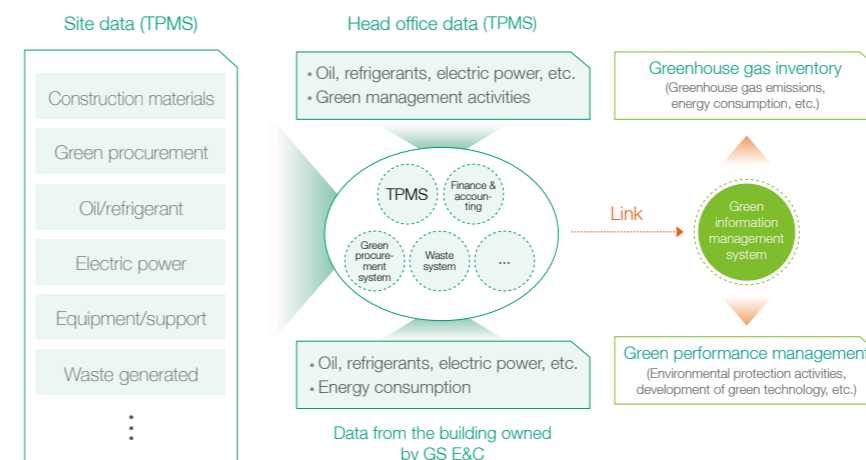 Site data (TPMS)
Construction materials
Green procurement
Oil/refrigerant
Electric power
Equipment/support
Waste generated
Head office data (TPMS)
• Oil, refrigerants, electric power, etc.
• Green management activities
TPMS
Finance &
account-
ting
Green
procure-
ment
system
Waste
system
...
• Oil, refrigerants, electric power, etc.
• Energy consumption
Data from the building owned
by GS E&C
Link
Greenhouse gas inventory
(Greenhouse gas emissions,
energy consumption, etc.)
Green
information
management
system
Green performance management
(Environmental protection activities,
development of green technology, etc.)